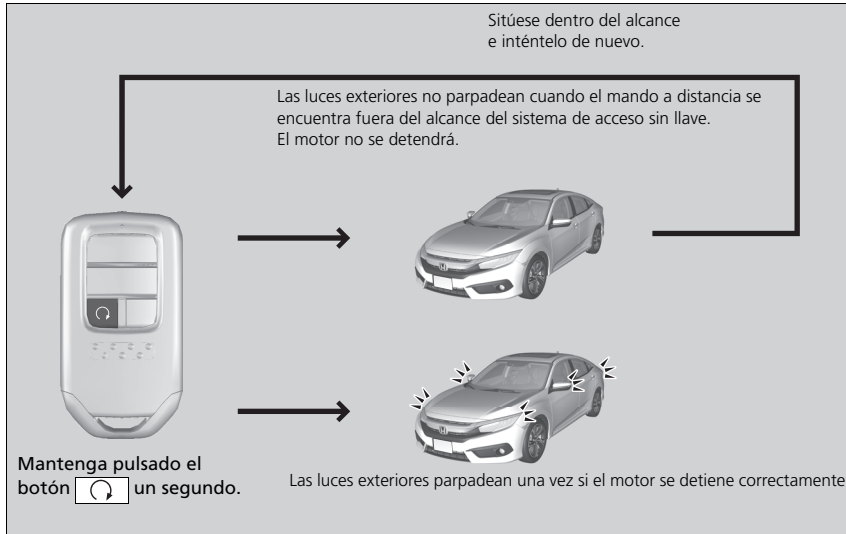 Sitúese dentro del alcance
e inténtelo de nuevo.
Las luces exteriores no parpadean cuando el mando a distancia se
encuentra fuera del alcance del sistema de acceso sin llave.
El motor no se detendrá.
Mantenga pulsado el
botón un segundo.
Las luces exteriores parpadean una vez si el motor se detiene correctamente